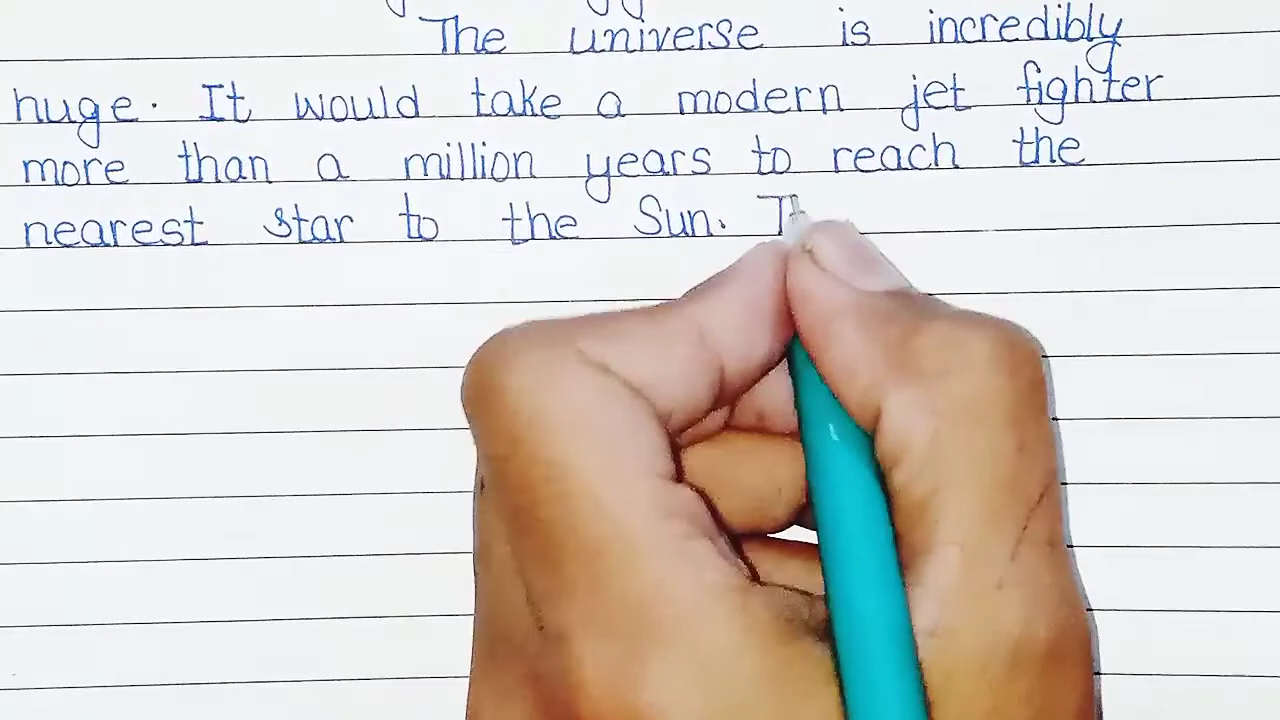 The universe is incredibly
huge. It would take a modern jet fighter
more than a million years to reach the
nearest star to the Sun.